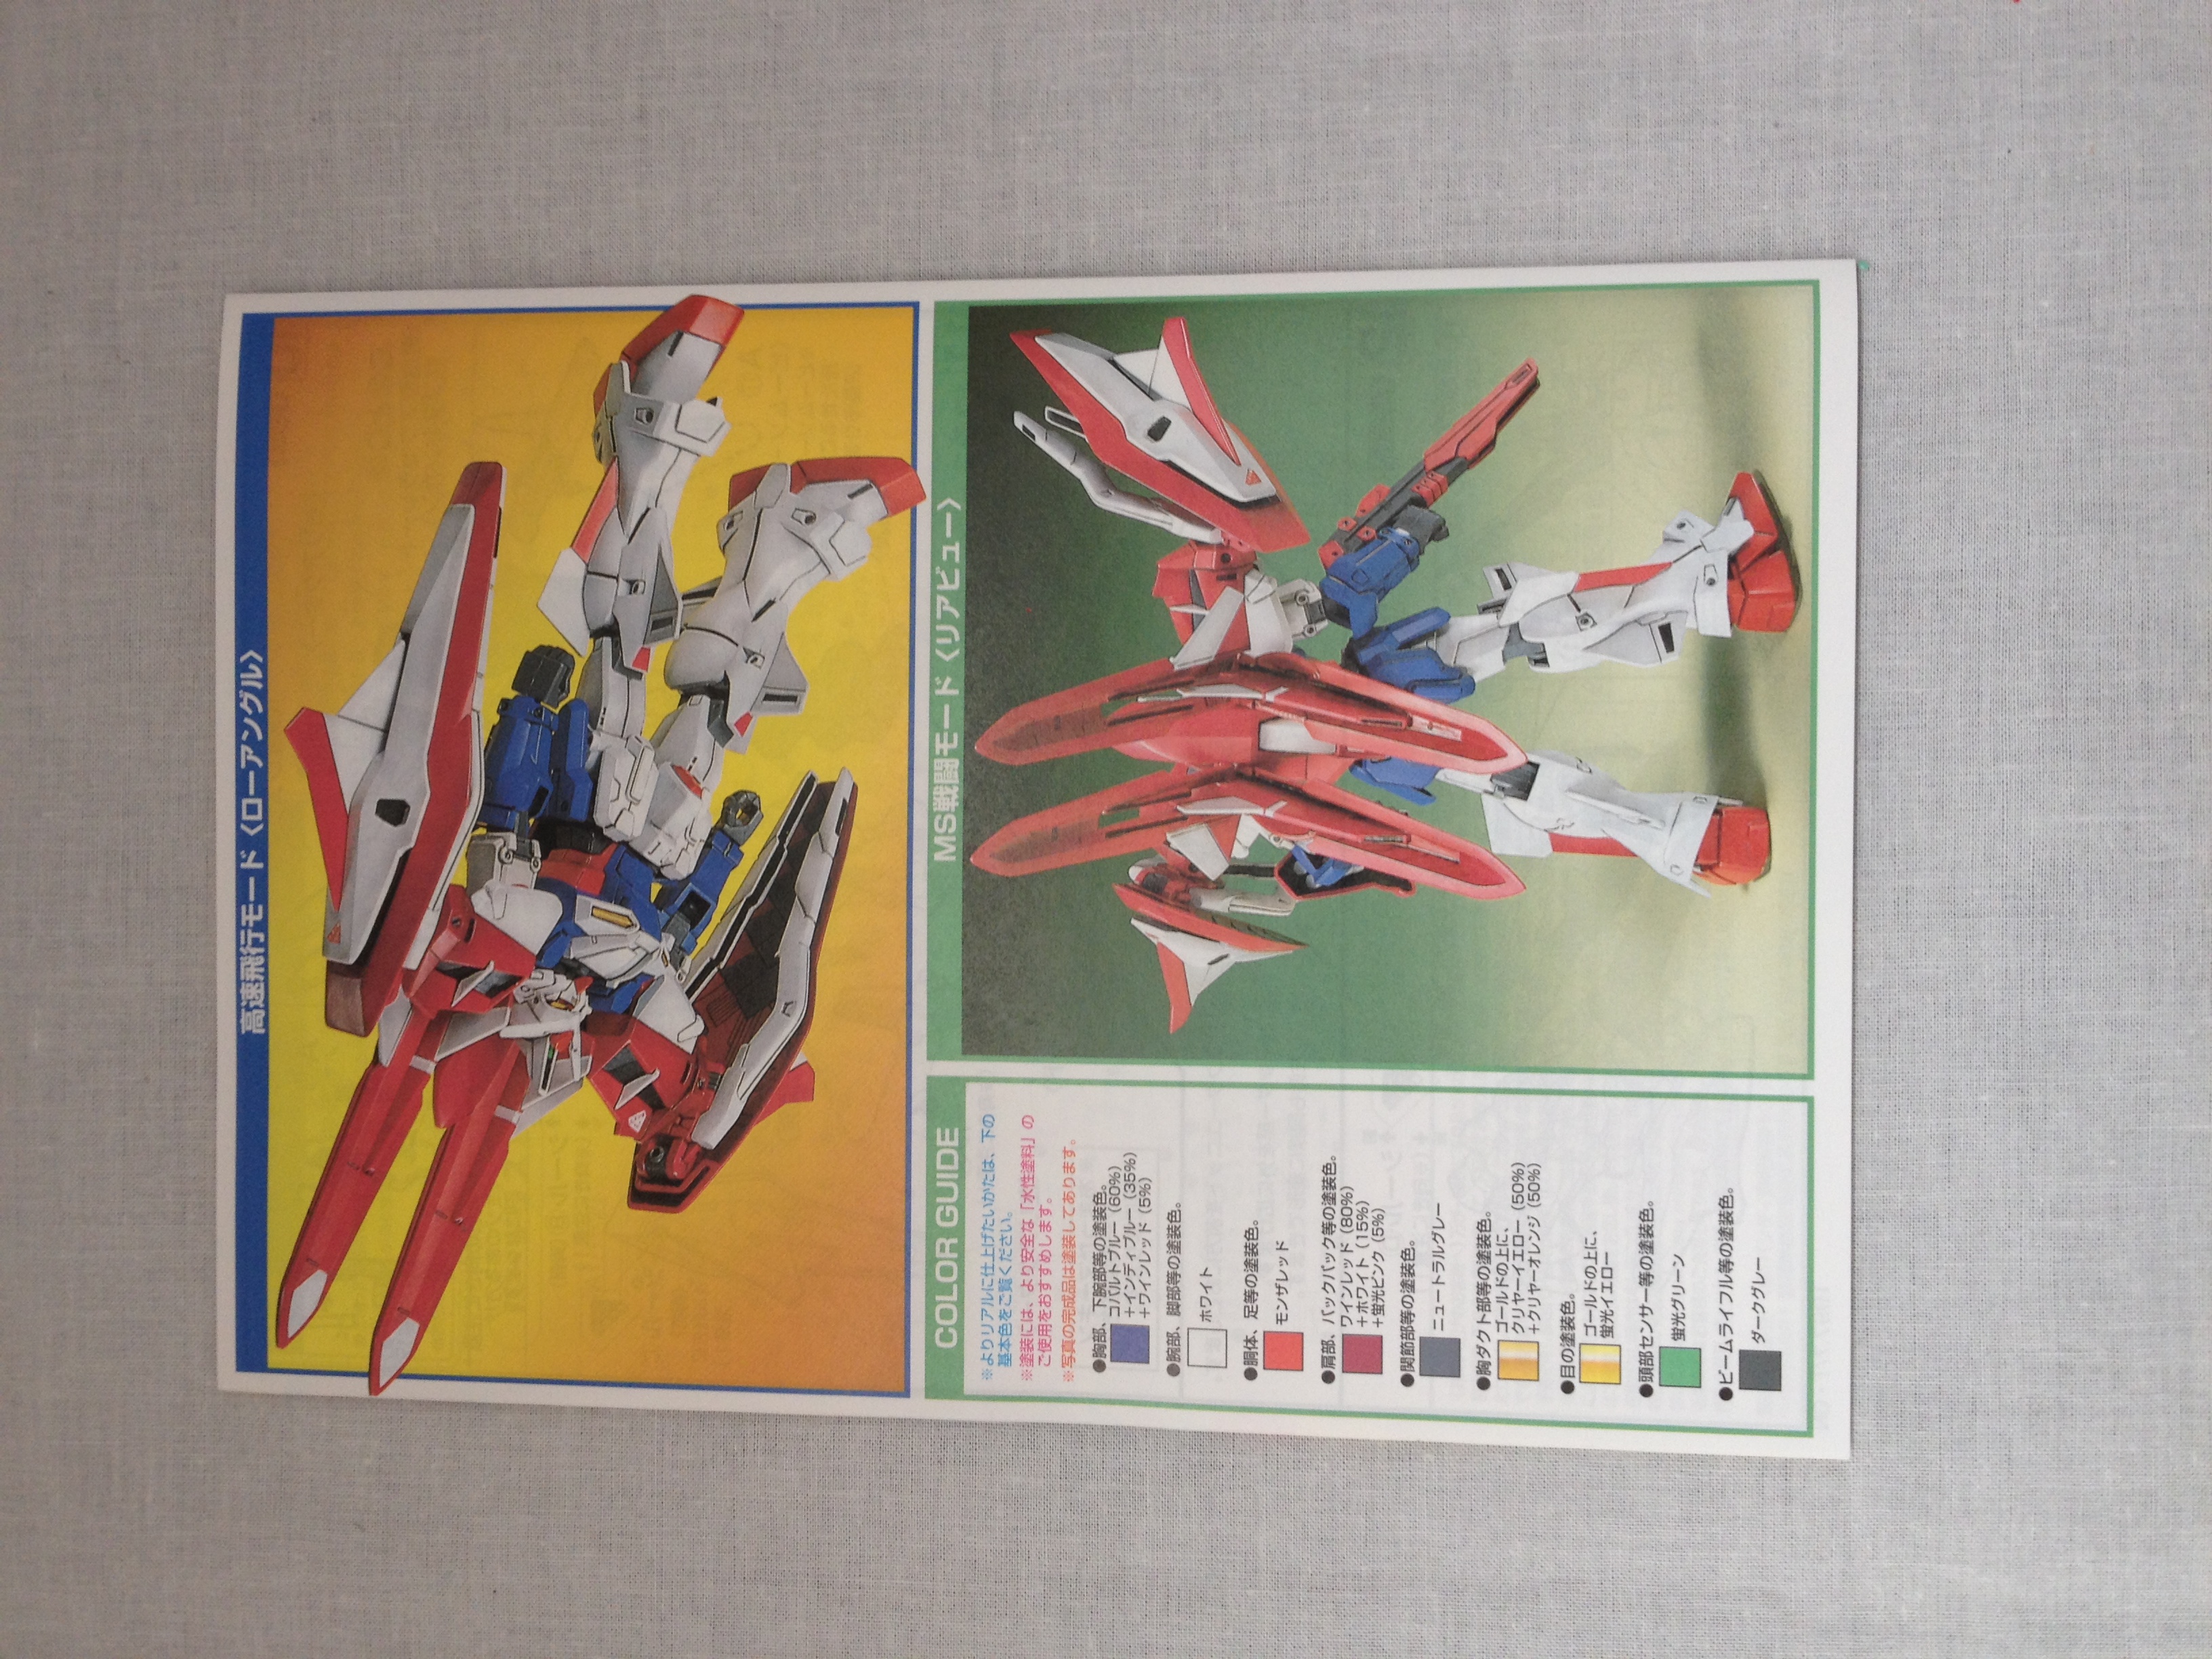 高速飛行モード〈ローアングル〉
COLOR GUIDE
※よりリアルに仕上げたいかたは、下の
基本色をご覧ください。
※塗装には、より安全な「水性塗料」の
ご使用をおすすめします。
※写真の完成品は塗装してあります。
●胸部、下腕部等の塗装色。
コバルトブルー（60%）
＋インディブルー（35%）
＋ワインレッド（5%）
●腕部、脚部等の塗装色。
ホワイト
●胴体、足等の塗装色。
モンザレッド
●肩部、バックパック等の塗装色。
ワインレッド（80%）
＋ホワイト（15%）
＋蛍光ピンク（5%）
●関節部等の塗装色。
ニュートラルグレー
●胸ダクト部等の塗装色。
ゴールドの上に、
クリヤーイエロー（50%）
＋クリヤーオレンジ（50%）
●目の塗装色。
ゴールドの上に、
蛍光イエロー
●頭部センサー等の塗装色。
蛍光グリーン
●ビームライフル等の塗装色。
ダークグレー
MS戦闘モード〈リアビュー〉